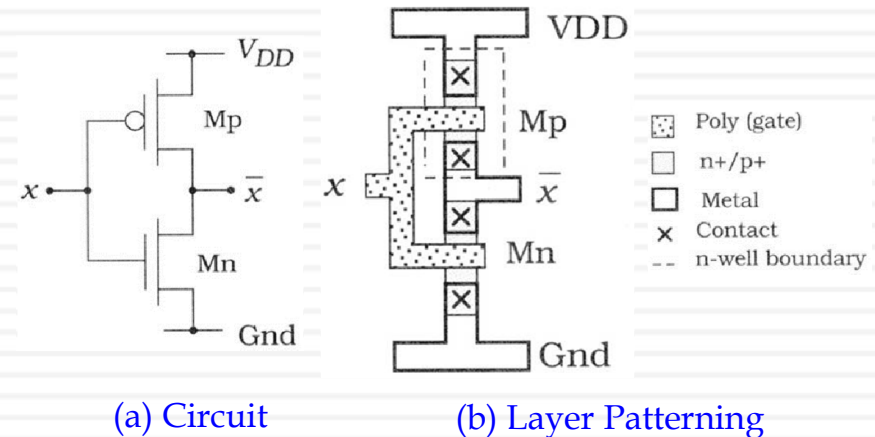 V_DD
Mp
x
x̅
Mn
Gnd
(a) Circuit
VDD
Mp
x
x̅
Mn
Gnd
(b) Layer Patterning
Poly (gate)
n+/p+
Metal
Contact
n-well boundary